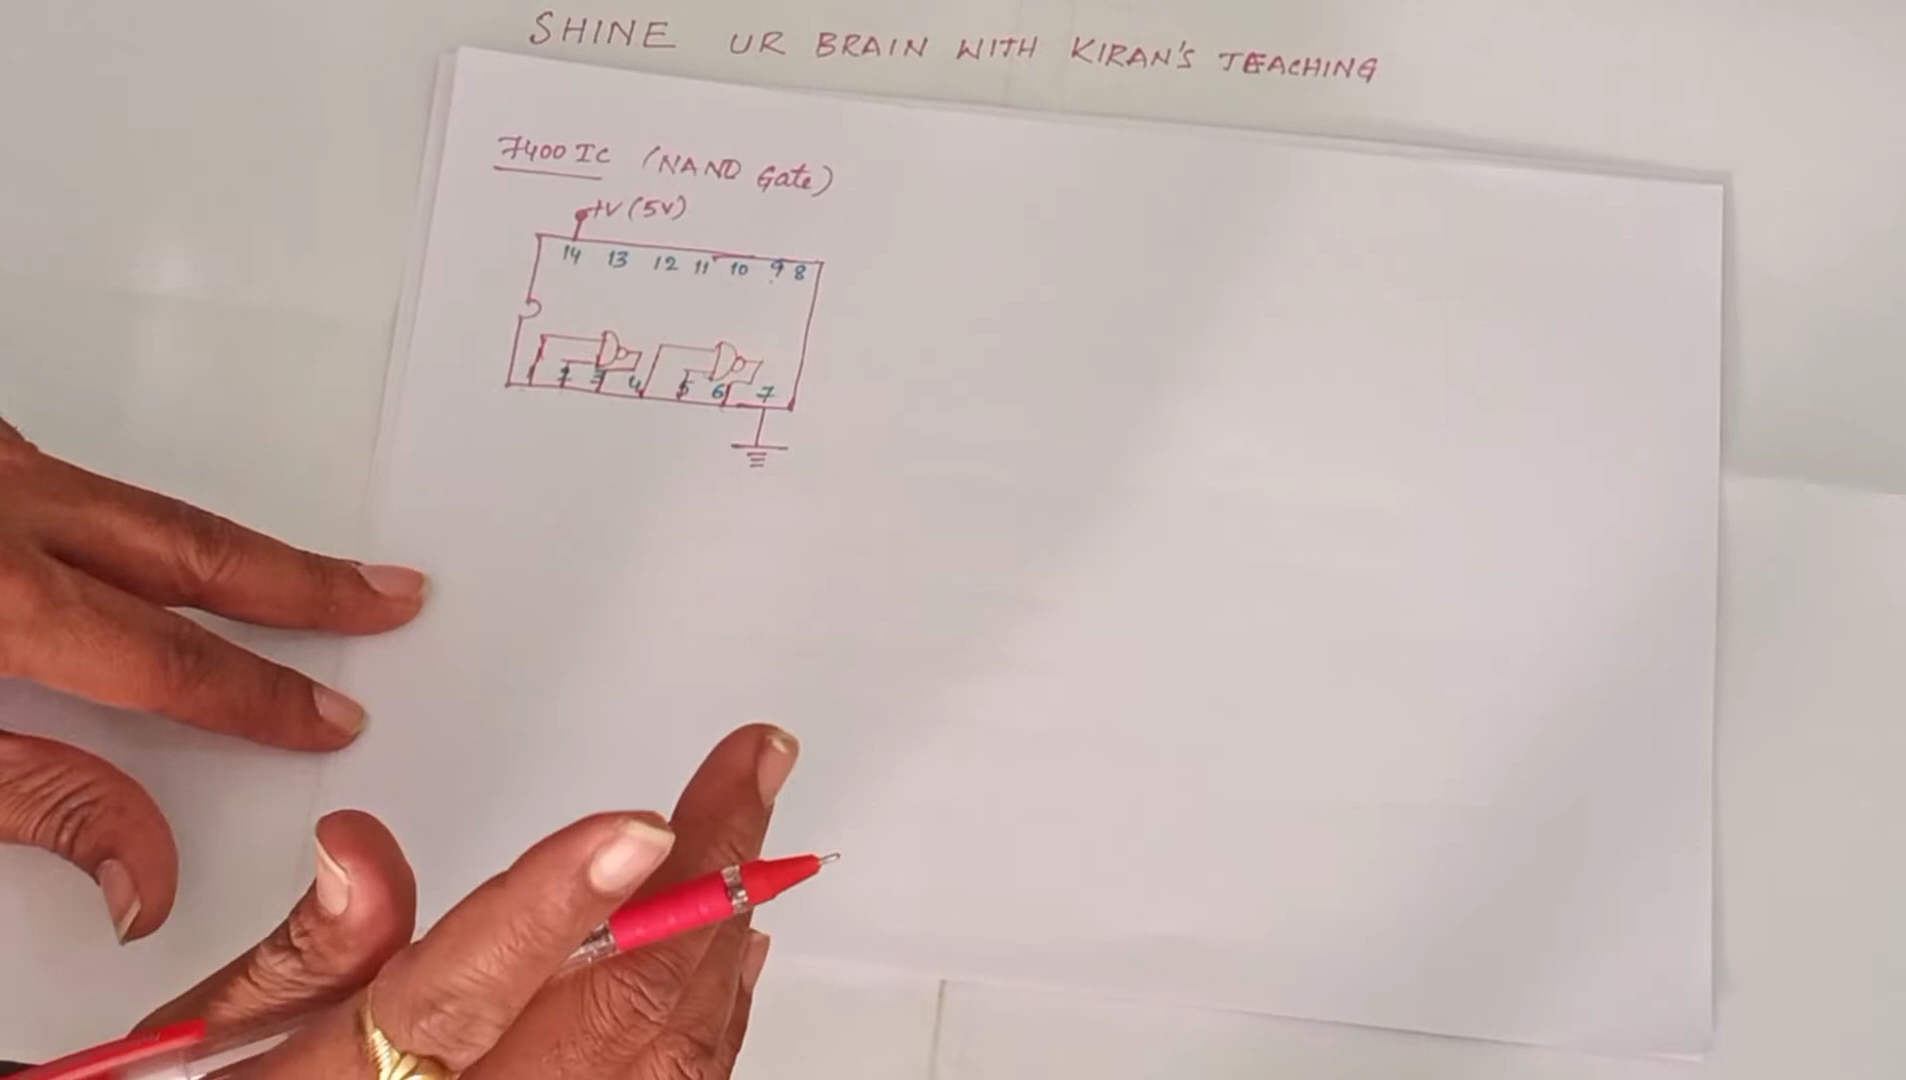 SHINE UR BRAIN WITH KIRAN'S TEACHING
7400 IC (NAND Gate)
+V (5V)
14 13 12 11 10 9 8
1 2 3 4 5 6 7